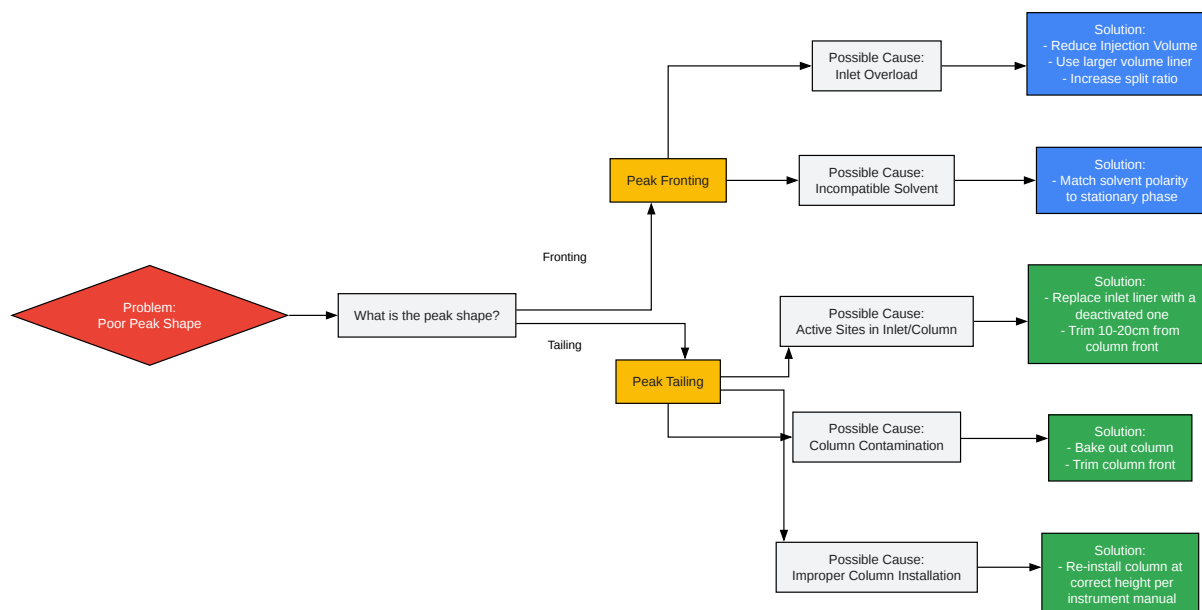 Problem:
Poor Peak Shape
What is the peak shape?
Fronting
Tailing
Peak Fronting
Peak Tailing
Possible Cause:
Inlet Overload
Solution:
- Reduce Injection Volume
- Use larger volume liner
- Increase split ratio
Possible Cause:
Incompatible Solvent
Solution:
- Match solvent polarity
to stationary phase
Possible Cause:
Active Sites in Inlet/Column
Solution:
- Replace inlet liner with a
deactivated one
- Trim 10-20cm from
column front
Possible Cause:
Column Contamination
Solution:
- Bake out column
- Trim column front
Possible Cause:
Improper Column Installation
Solution:
- Re-install column at
correct height per
instrument manual